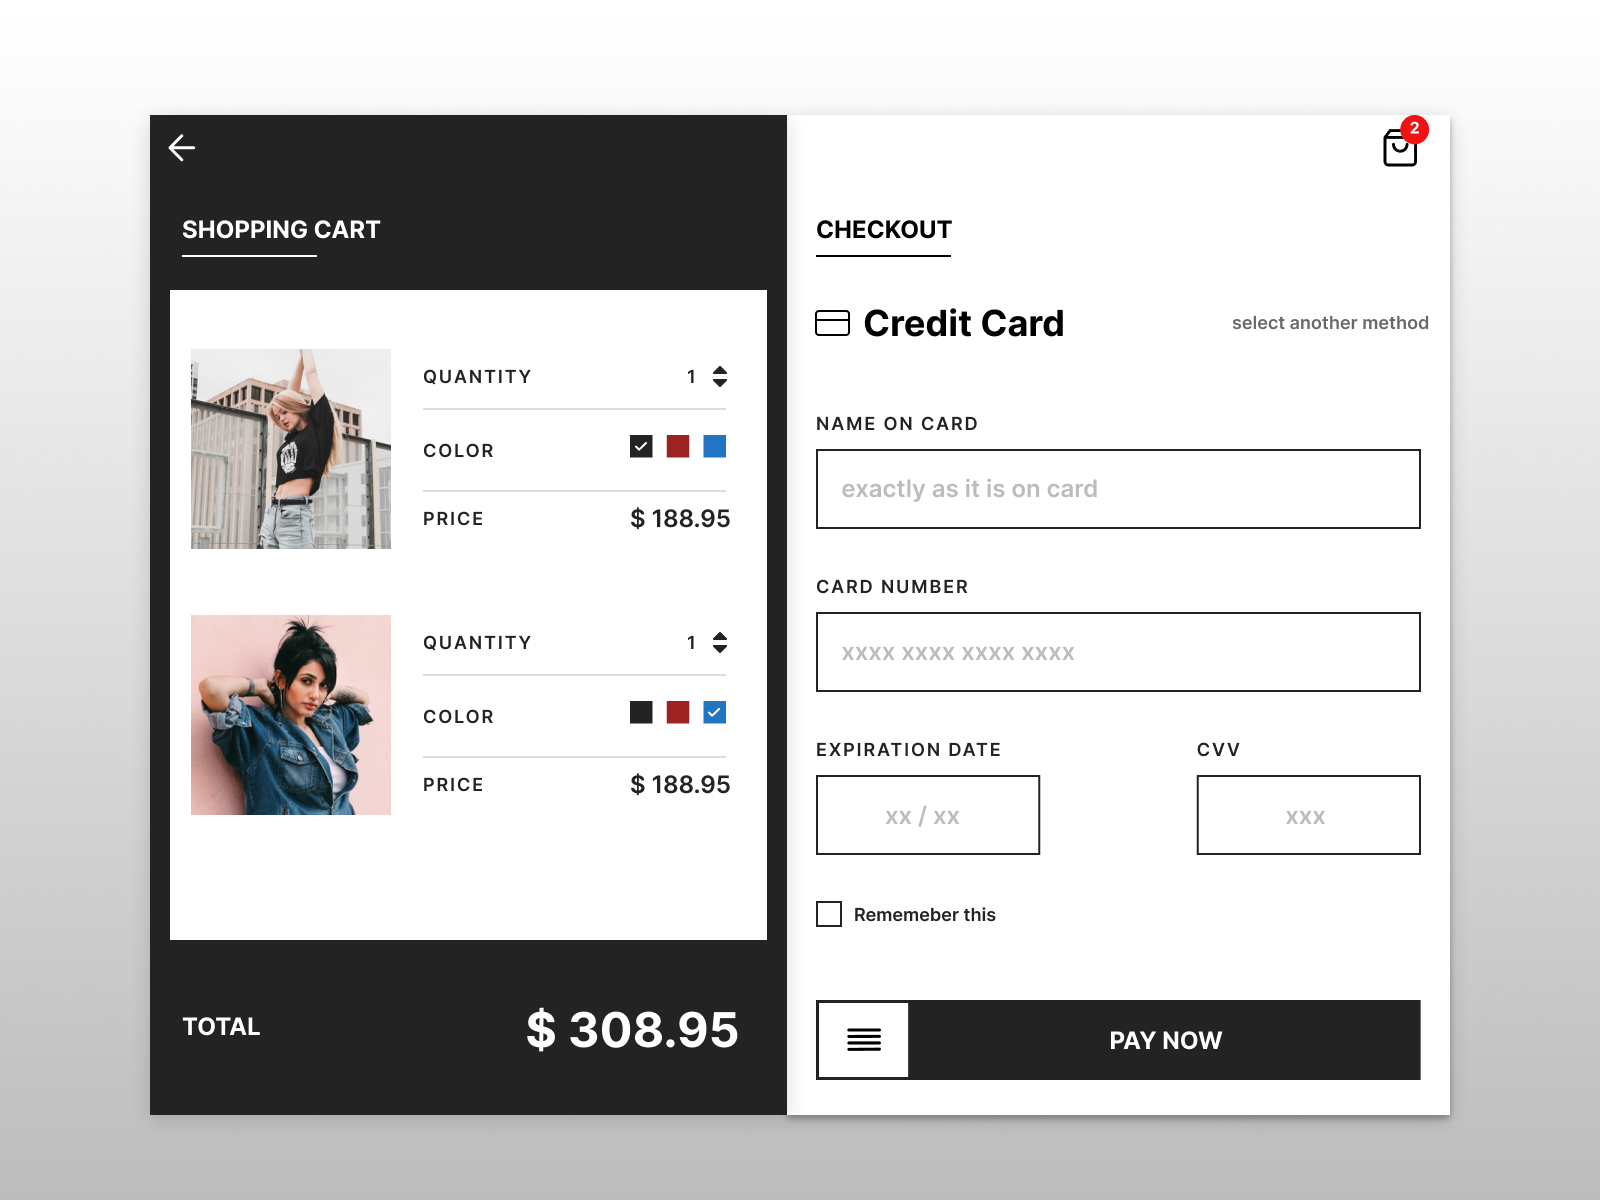 2
SHOPPING CART
QUANTITY 1
COLOR
PRICE $ 188.95
QUANTITY 1
COLOR
PRICE $ 188.95
TOTAL $ 308.95
CHECKOUT
Credit Card select another method
NAME ON CARD
exactly as it is on card
CARD NUMBER
xxxx xxxx xxxx xxxx
EXPIRATION DATE CVV
xx / xx xxx
Rememeber this
PAY NOW